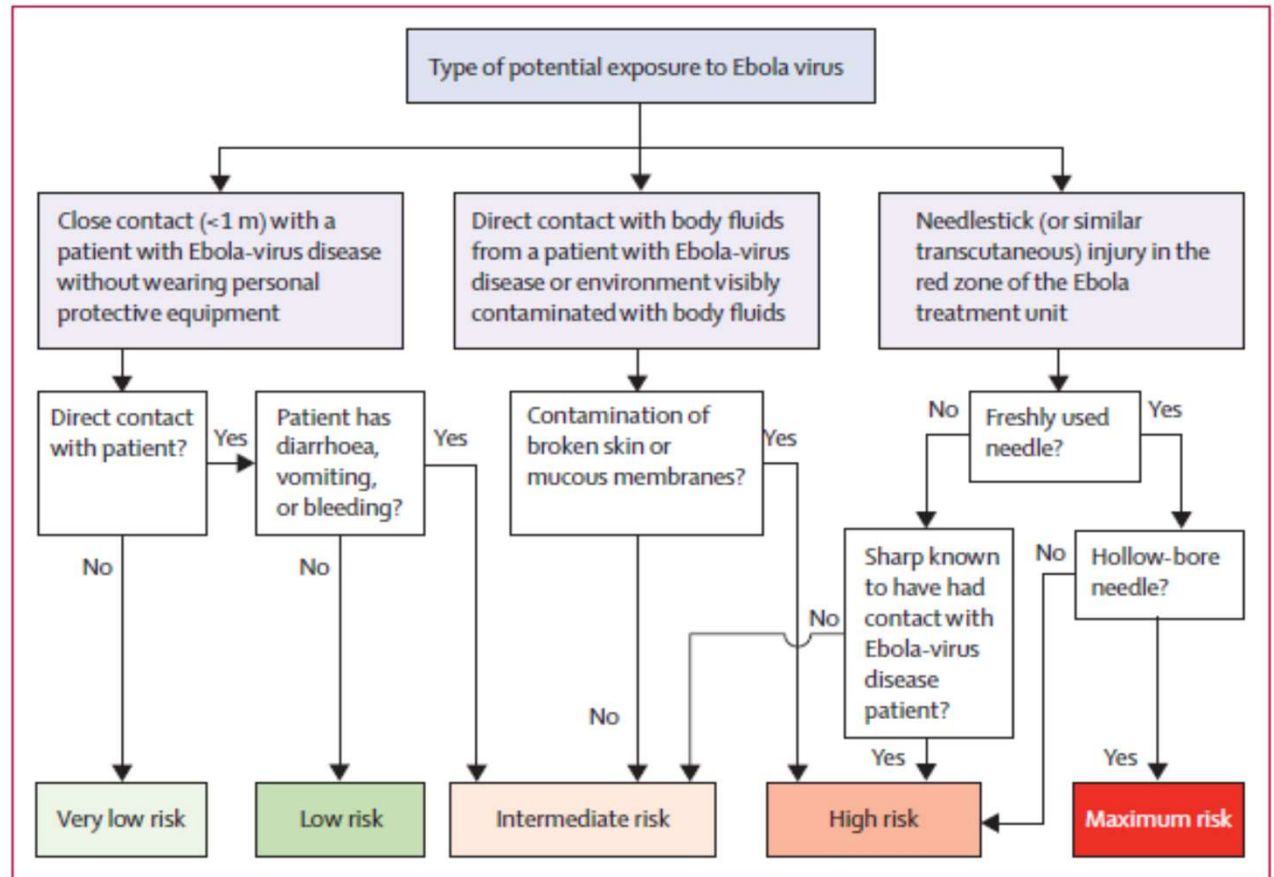 Type of potential exposure to Ebola virus
Close contact (<1 m) with a
patient with Ebola-virus disease
without wearing personal
protective equipment
Direct contact with body fluids
from a patient with Ebola-virus
disease or environment visibly
contaminated with body fluids
Needlestick (or similar
transcutaneous) injury in the
red zone of the Ebola
treatment unit
Direct contact
with patient?
Yes
No
Patient has
diarrhoea,
vomiting,
or bleeding?
Yes
No
Contamination of
broken skin or
mucous membranes?
Yes
No
No
Freshly used
needle?
Yes
Sharp known
to have had
contact with
Ebola-virus
disease
patient?
No
Yes
No
Hollow-bore
needle?
Yes
Very low risk
Low risk
Intermediate risk
High risk
Maximum risk